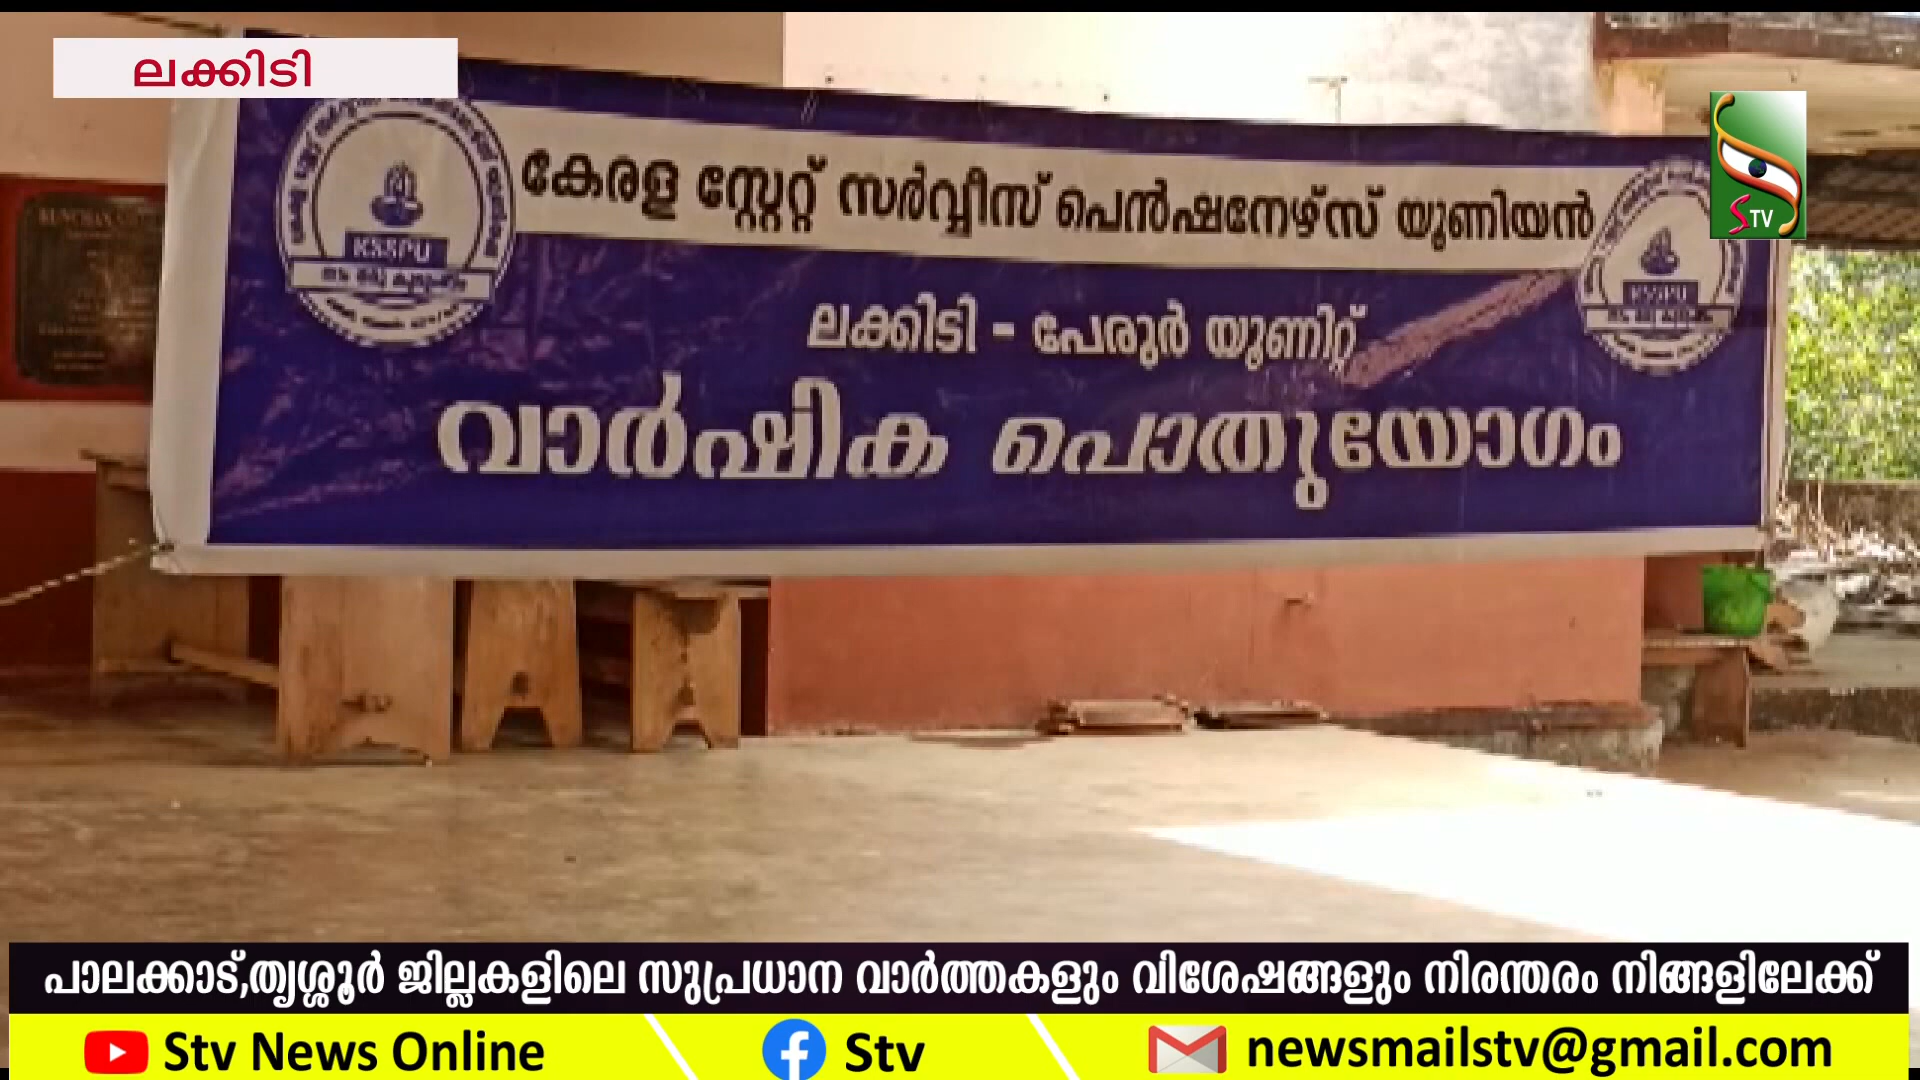 ലക്കിടി
STV
കേരള സ്റ്റേറ്റ് സർവ്വീസ് പെൻഷനേഴ്സ് യൂണിയൻ
KSSPU
KSSPU
ലക്കിടി - പേരൂർ യൂണിറ്റ്
വാർഷിക പൊതുയോഗം
പാലക്കാട്,തൃശ്ശൂർ ജില്ലകളിലെ സുപ്രധാന വാർത്തകളും വിശേഷങ്ങളും നിരന്തരം നിങ്ങളിലേക്ക്
Stv News Online
Stv
newsmailstv@gmail.com